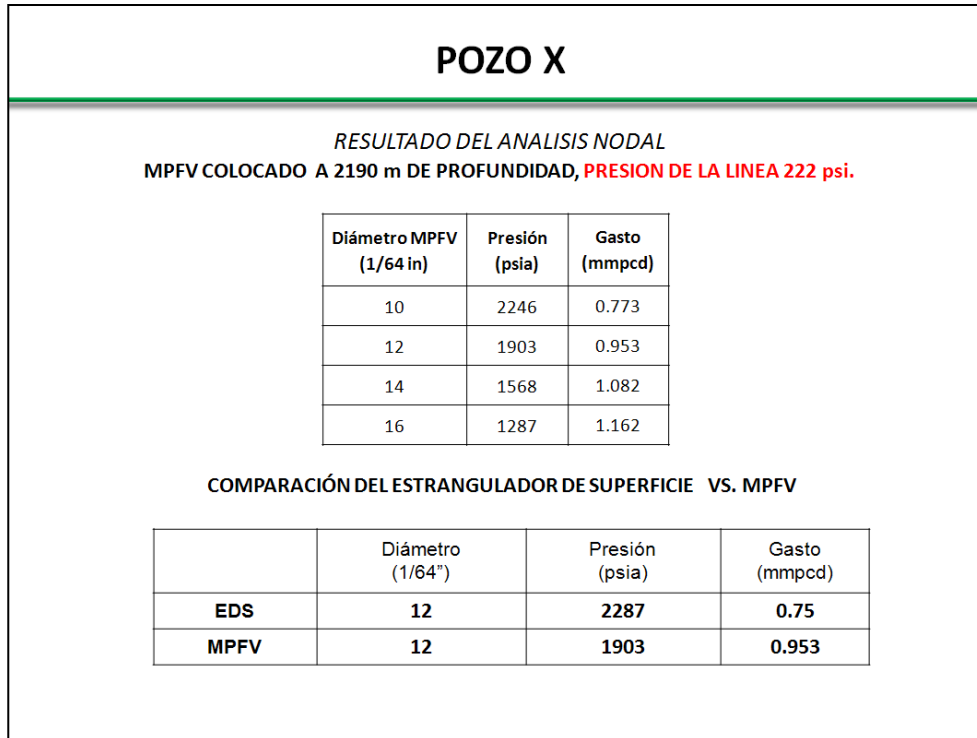 POZO X
RESULTADO DEL ANALISIS NODAL
MPFV COLOCADO A 2190 m DE PROFUNDIDAD, PRESION DE LA LINEA 222 psi.
Diámetro MPFV Presión Gasto
(1/64 in) (psia) (mmpcd)
10 2246 0.773
12 1903 0.953
14 1568 1.082
16 1287 1.162
COMPARACIÓN DEL ESTRANGULADOR DE SUPERFICIE VS. MPFV
Diámetro Presión Gasto
(1/64”) (psia) (mmpcd)
EDS 12 2287 0.75
MPFV 12 1903 0.953